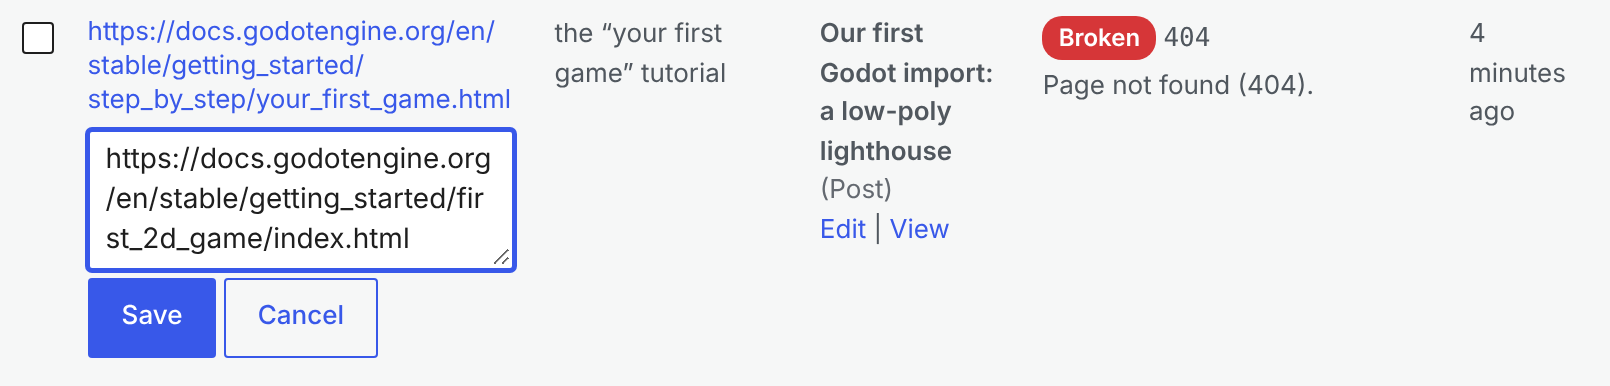 https://docs.godotengine.org/en/
stable/getting_started/
step_by_step/your_first_game.html
https://docs.godotengine.org
/en/stable/getting_started/fir
st_2d_game/index.html
Save Cancel
the “your first
game” tutorial
Our first
Godot import:
a low-poly
lighthouse
(Post)
Edit | View
Broken 404
Page not found (404).
4
minutes
ago